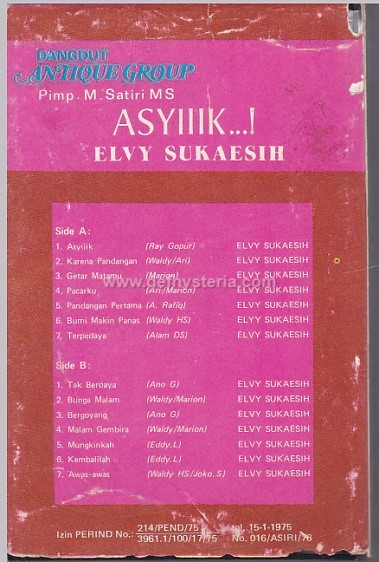 DANGDUT
ANTIQUE GROUP
Pimp. M. Satiri MS
ASYIIIK...!
ELVY SUKAESIH
Side A:
1. Asyiiik (Ray Gopur) ELVY SUKAESIH
2. Karena Pandangan (Waldy/Ari) ELVY SUKAESIH
3. Getar Matamu (Marion) ELVY SUKAESIH
4. Pacarku (Ari/Marion) ELVY SUKAESIH
5. Pandangan Pertama (A. Rafiq) ELVY SUKAESIH
6. Bumi Makin Panas (Waldy HS) ELVY SUKAESIH
7. Terpedaya (Alam DS) ELVY SUKAESIH
www.defhysteria.com
Side B:
1. Tak Berdaya (Ano G) ELVY SUKAESIH
2. Bunga Malam (Waldy/Marion) ELVY SUKAESIH
3. Bergoyang (Ano G) ELVY SUKAESIH
4. Malam Gembira (Waldy/Marion) ELVY SUKAESIH
5. Mungkinkah (Eddy.L) ELVY SUKAESIH
6. Kembalilah (Eddy.L) ELVY SUKAESIH
7. Awas-awas (Waldy HS/Joko.S) ELVY SUKAESIH
Izin PERIND No.: 214/PEND/75 tgl. 15-1-1975
3961.1/100/17/75 No. 016/ASIRI/78